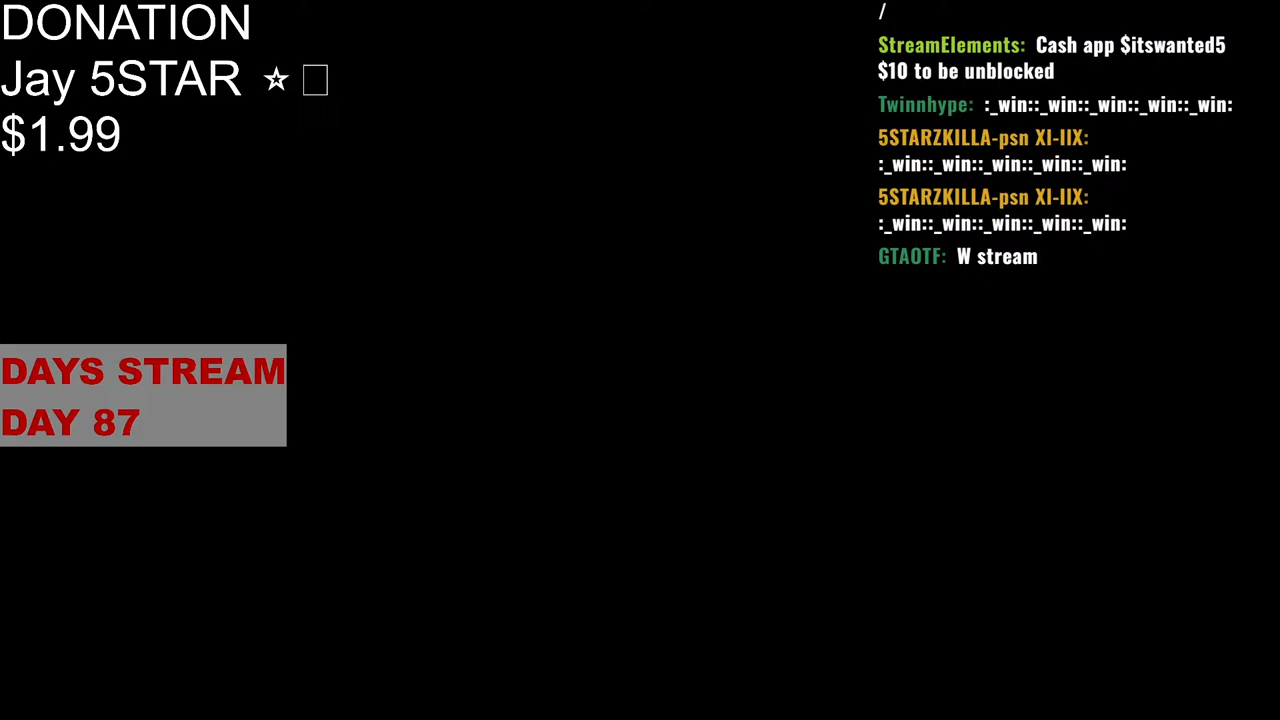 DONATION
Jay 5STAR ⭐ □
$1.99
DAYS STREAM
DAY 87
/
StreamElements: Cash app $itswanted5
$10 to be unblocked
Twinnhype: :_win::_win::_win::_win::_win:
5STARZKILLA-psn XI-IIX:
:_win::_win::_win::_win::_win:
5STARZKILLA-psn XI-IIX:
:_win::_win::_win::_win::_win:
GTAOTF: W stream